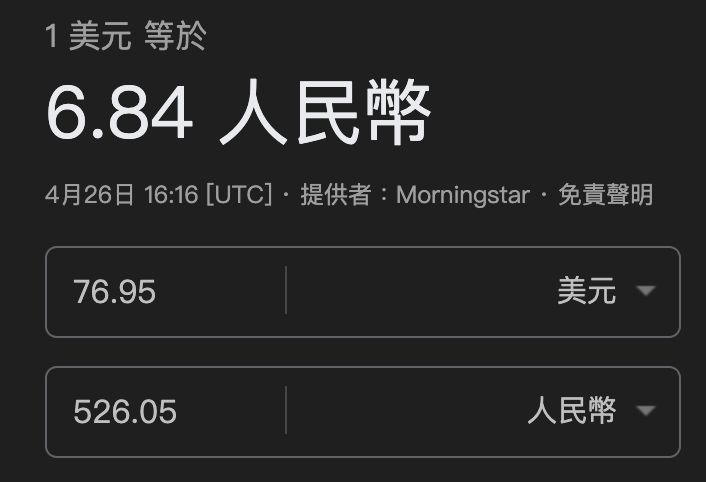 1 美元 等於
6.84 人民幣
4月26日 16:16 [UTC] · 提供者：Morningstar · 免責聲明
76.95 美元
526.05 人民幣